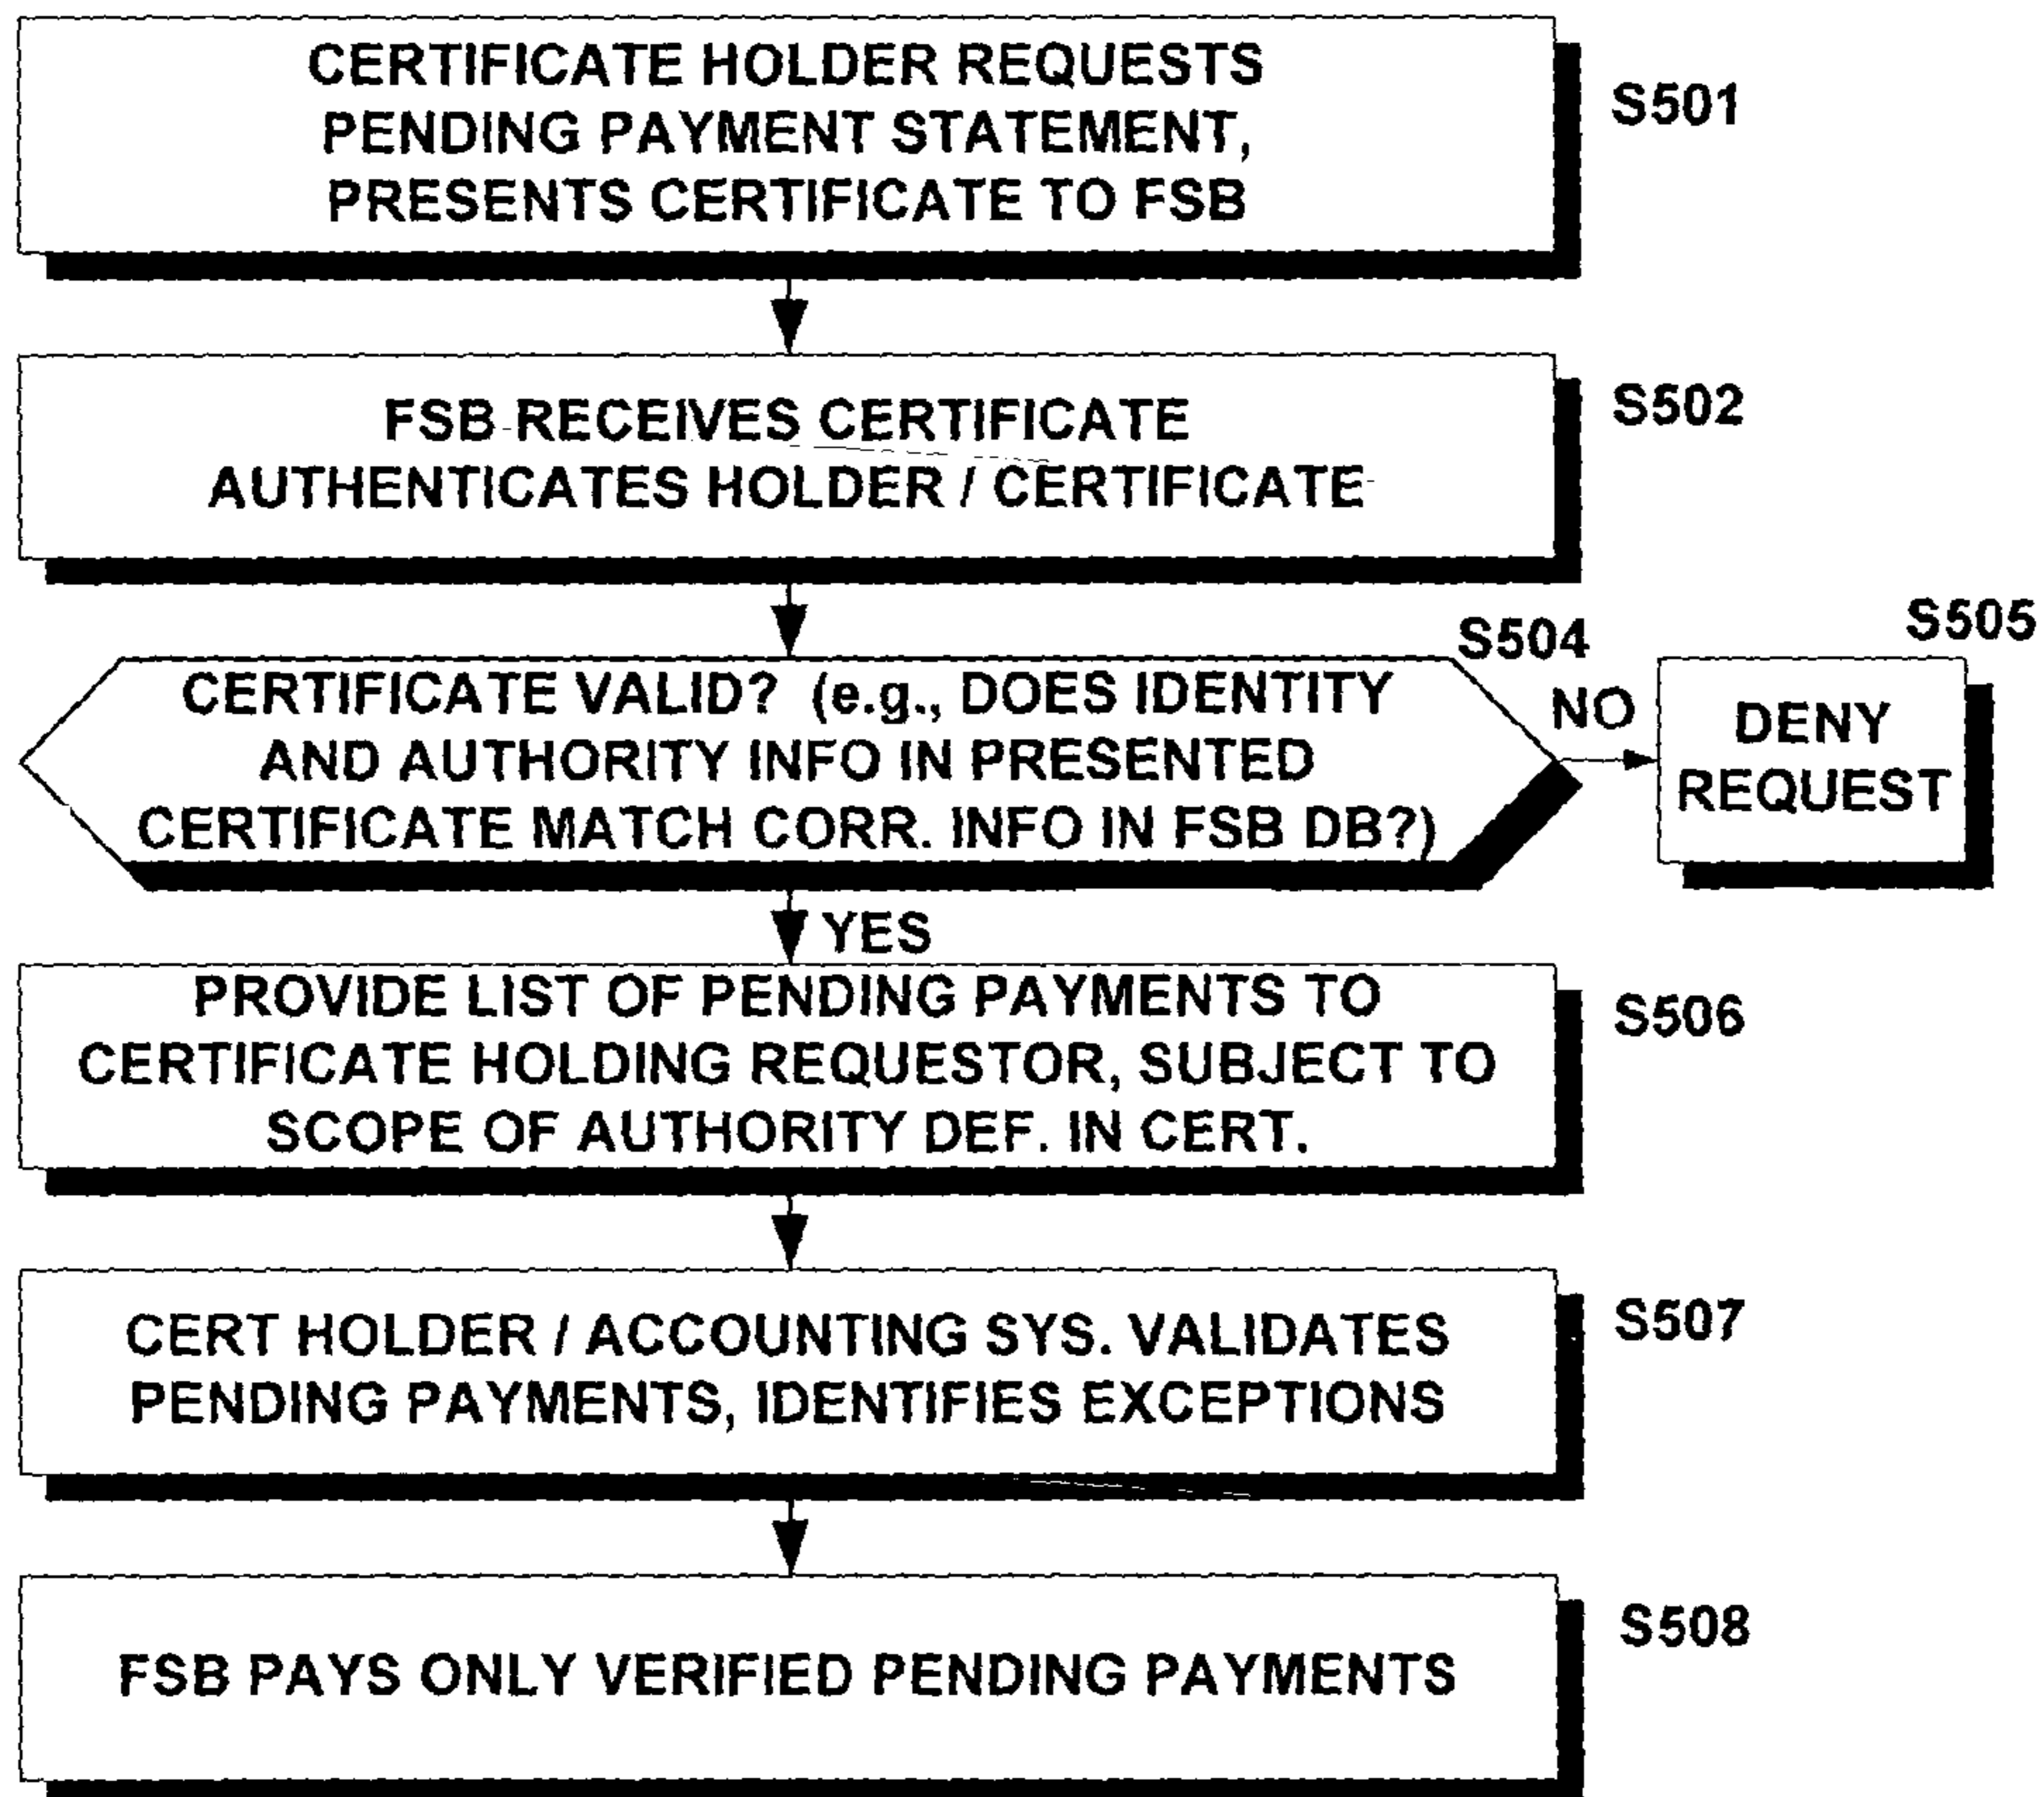 CERTIFICATE HOLDER REQUESTS
PENDING PAYMENT STATEMENT,
PRESENTS CERTIFICATE TO FSB
S501
FSB RECEIVES CERTIFICATE
AUTHENTICATES HOLDER / CERTIFICATE
S502
S504
CERTIFICATE VALID? (e.g., DOES IDENTITY
AND AUTHORITY INFO IN PRESENTED
CERTIFICATE MATCH CORR. INFO IN FSB DB?)
NO
S505
DENY
REQUEST
YES
PROVIDE LIST OF PENDING PAYMENTS TO
CERTIFICATE HOLDING REQUESTOR, SUBJECT TO
SCOPE OF AUTHORITY DEF. IN CERT.
S506
CERT HOLDER / ACCOUNTING SYS. VALIDATES
PENDING PAYMENTS, IDENTIFIES EXCEPTIONS
S507
FSB PAYS ONLY VERIFIED PENDING PAYMENTS
S508